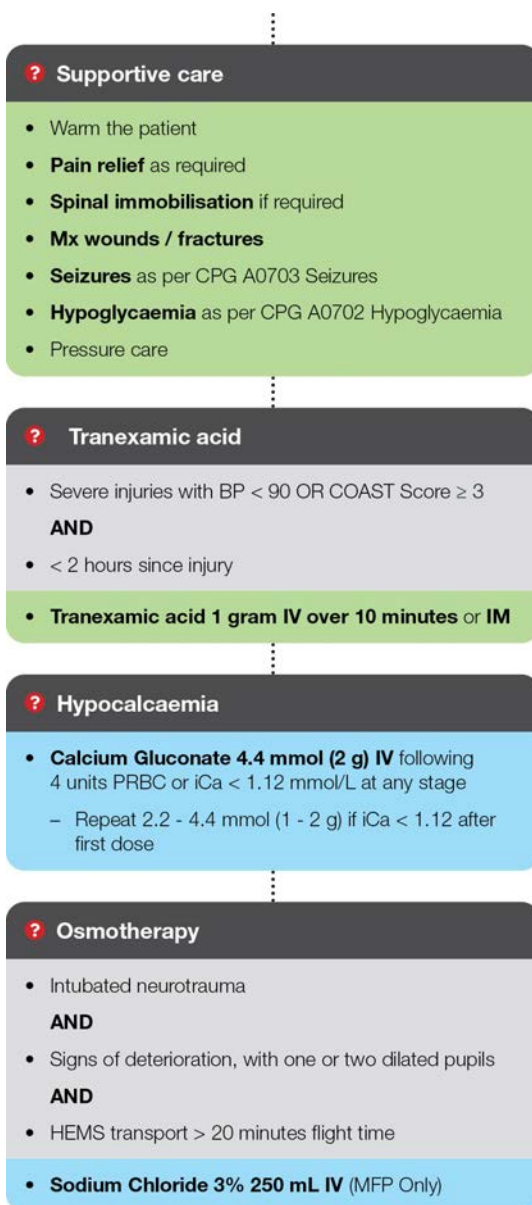 ? Supportive care
• Warm the patient
• Pain relief as required
• Spinal immobilisation if required
• Mx wounds / fractures
• Seizures as per CPG A0703 Seizures
• Hypoglycaemia as per CPG A0702 Hypoglycaemia
• Pressure care
? Tranexamic acid
• Severe injuries with BP < 90 OR COAST Score ≥ 3
AND
• < 2 hours since injury
• Tranexamic acid 1 gram IV over 10 minutes or IM
? Hypocalcaemia
• Calcium Gluconate 4.4 mmol (2 g) IV following
4 units PRBC or iCa < 1.12 mmol/L at any stage
– Repeat 2.2 - 4.4 mmol (1 - 2 g) if iCa < 1.12 after
first dose
? Osmotherapy
• Intubated neurotrauma
AND
• Signs of deterioration, with one or two dilated pupils
AND
• HEMS transport > 20 minutes flight time
• Sodium Chloride 3% 250 mL IV (MFP Only)